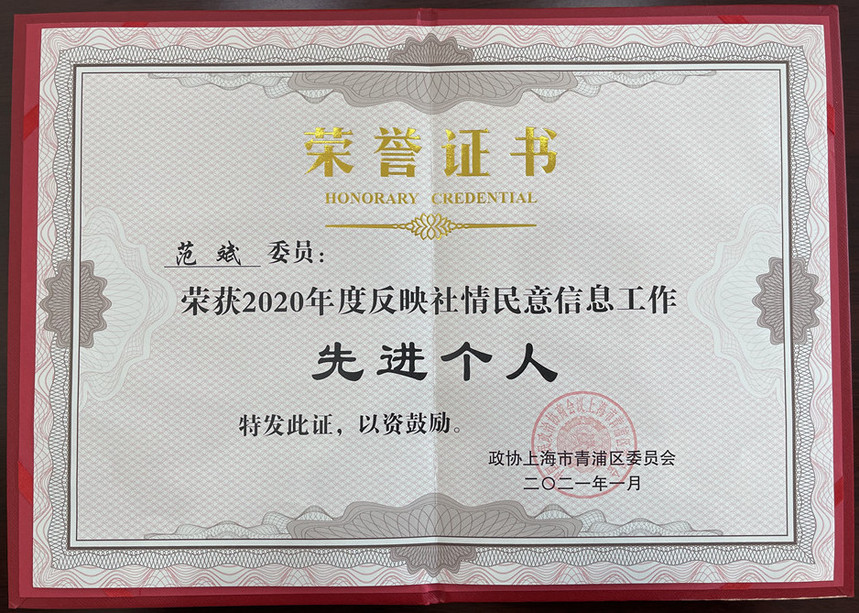 荣誉证书
HONORARY CREDENTIAL
范斌 委员：
荣获2020年度反映社情民意信息工作
先进个人
特发此证，以资鼓励。
政协上海市青浦区委员会
二〇二一年一月